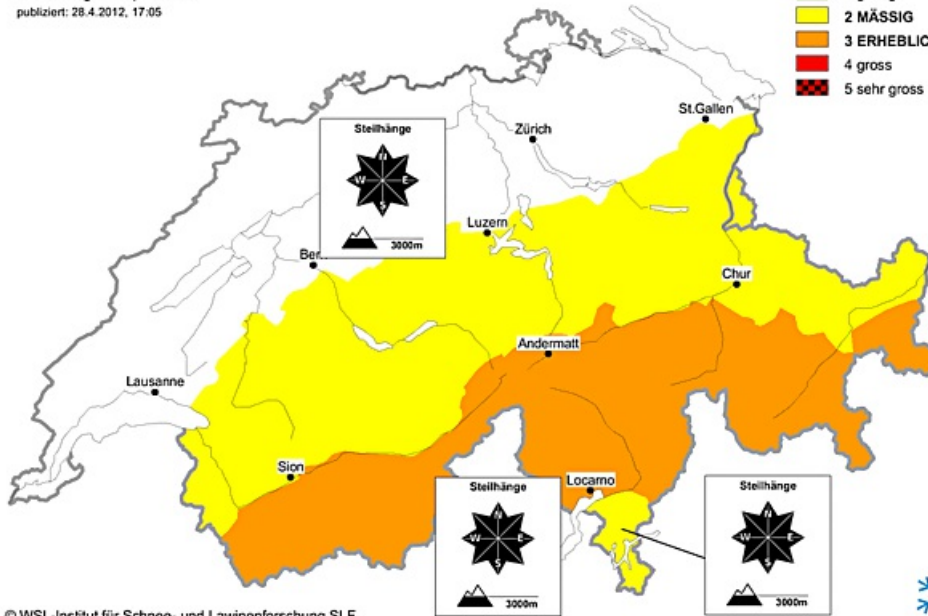 publiziert: 28.4.2012, 17:05
2 MÄSSIG
3 ERHEBLIC
4 gross
5 sehr gross
St.Gallen
Zürich
Steilhänge
N
W E
S
3000m
Luzern
Ber
Chur
Andermatt
Lausanne
Sion
Locarno
Steilhänge
N
W E
S
3000m
Steilhänge
N
W E
S
3000m
© WSL-Institut für Schnee- und Lawinenforschung SLF